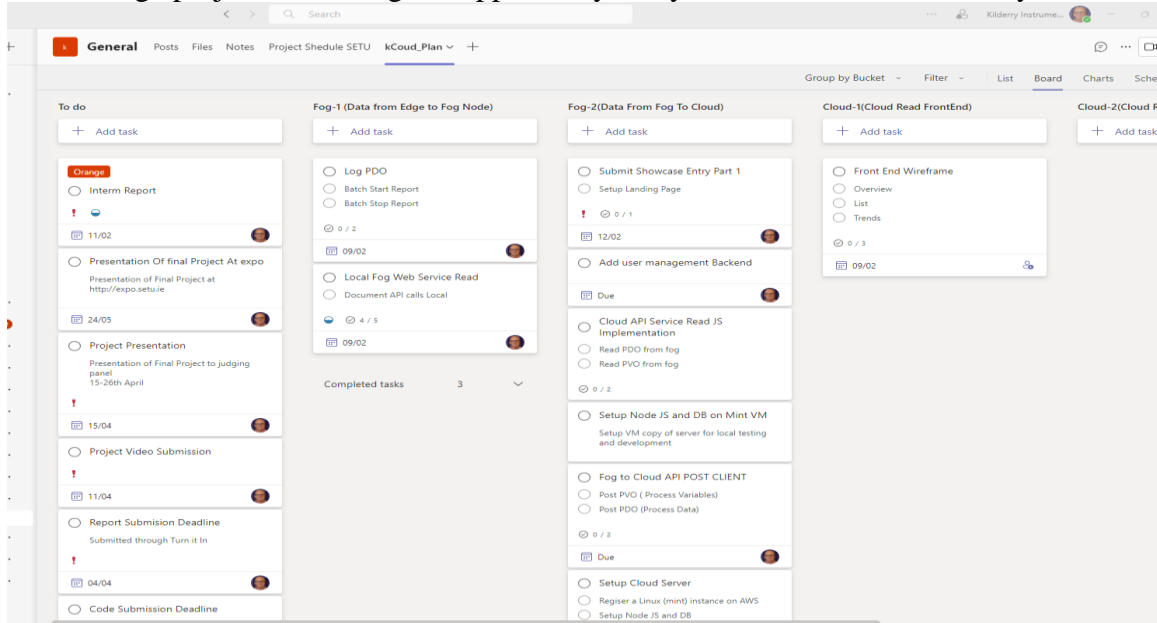 Search
Kilderry Instrume...
k
General Posts Files Notes Project Shedule SETU kCoud_Plan
Group by Bucket Filter List Board Charts Sche
To do
Add task
Orange
Interm Report
!
11/02
Presentation Of final Project At expo
Presentation of Final Project at
http://expo.setu.ie
24/05
Project Presentation
Presentation of Final Project to judging
panel
15-26th April
!
15/04
Project Video Submission
!
11/04
Report Submision Deadline
Submitted through Turn it In
!
04/04
Code Submission Deadline
Fog-1 (Data from Edge to Fog Node)
Add task
Log PDO
Batch Start Report
Batch Stop Report
0 / 2
09/02
Local Fog Web Service Read
Document API calls Local
4 / 5
09/02
Completed tasks 3
Fog-2(Data From Fog To Cloud)
Add task
Submit Showcase Entry Part 1
Setup Landing Page
! 0 / 1
12/02
Add user management Backend
Due
Cloud API Service Read JS
Implementation
Read PDO from fog
Read PVO from fog
0 / 2
Setup Node JS and DB on Mint VM
Setup VM copy of server for local testing
and development
Fog to Cloud API POST CLIENT
Post PVO ( Process Variables)
Post PDO (Process Data)
Due
Setup Cloud Server
Regiser a Linux (mint) instance on AWS
Setup Node JS and DB
Cloud-1(Cloud Read FrontEnd)
Add task
Front End Wireframe
Overview
List
Trends
0 / 3
09/02
Cloud-2(Cloud
Add task